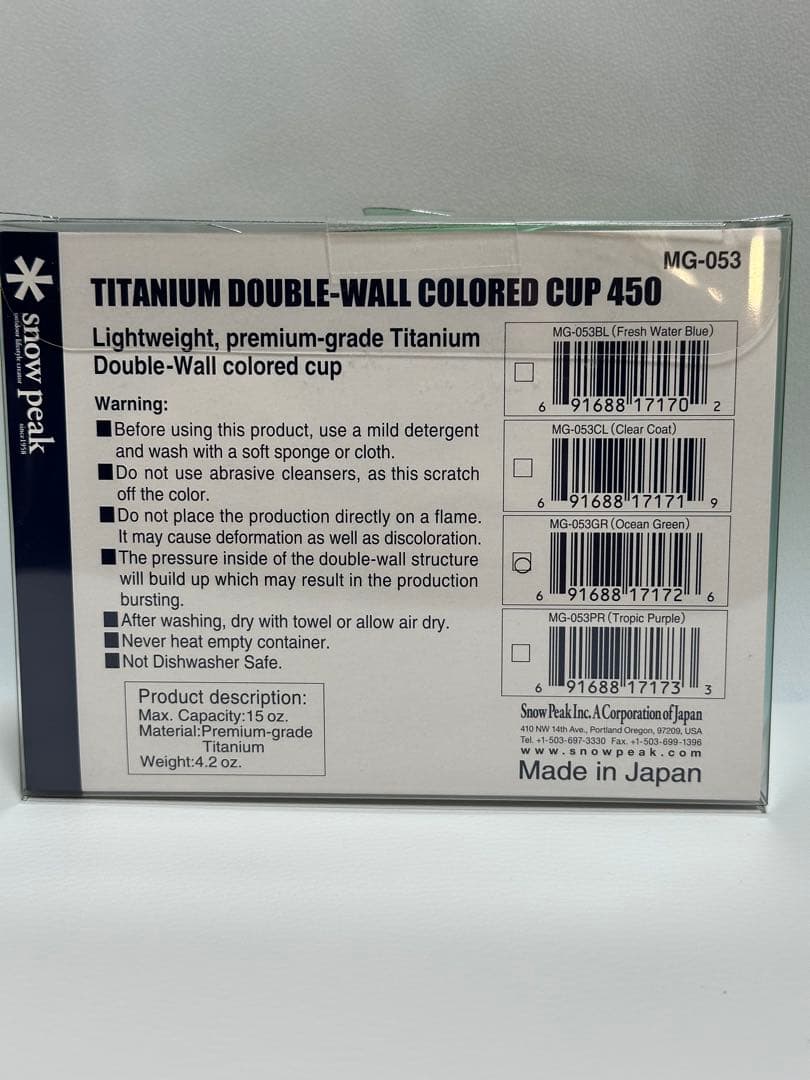 snow peak
outdoor lifestyle creator
since1958
MG-053
TITANIUM DOUBLE-WALL COLORED CUP 450
Lightweight, premium-grade Titanium
Double-Wall colored cup
Warning:
■Before using this product, use a mild detergent
and wash with a soft sponge or cloth.
■Do not use abrasive cleansers, as this scratch
off the color.
■Do not place the production directly on a flame.
It may cause deformation as well as discoloration.
■The pressure inside of the double-wall structure
will build up which may result in the production
bursting.
■After washing, dry with towel or allow air dry.
■Never heat empty container.
■Not Dishwasher Safe.
Product description:
Max. Capacity:15 oz.
Material:Premium-grade
Titanium
Weight:4.2 oz.
MG-053BL (Fresh Water Blue)
6 91688 17170 2
MG-053CL (Clear Coat)
6 91688 17171 9
MG-053GR (Ocean Green)
6 91688 17172 6
MG-053PR (Tropic Purple)
6 91688 17173 3
Snow Peak Inc. A Corporation of Japan
410 NW 14th Ave., Portland Oregon, 97209, USA
Tel. +1-503-697-3330 Fax. +1-503-699-1396
www.snowpeak.com
Made in Japan